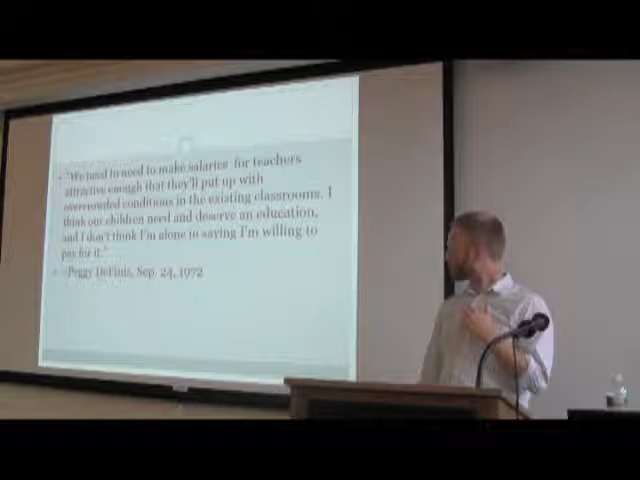 "We need to need to make salaries for teachers
attractive enough that they'll put up with
overcrowded conditions in the existing classrooms. I
think our children need and deserve an education,
and I don't think I'm alone in saying I'm willing to
pay for it."
-Peggy Sep. 24, 1972